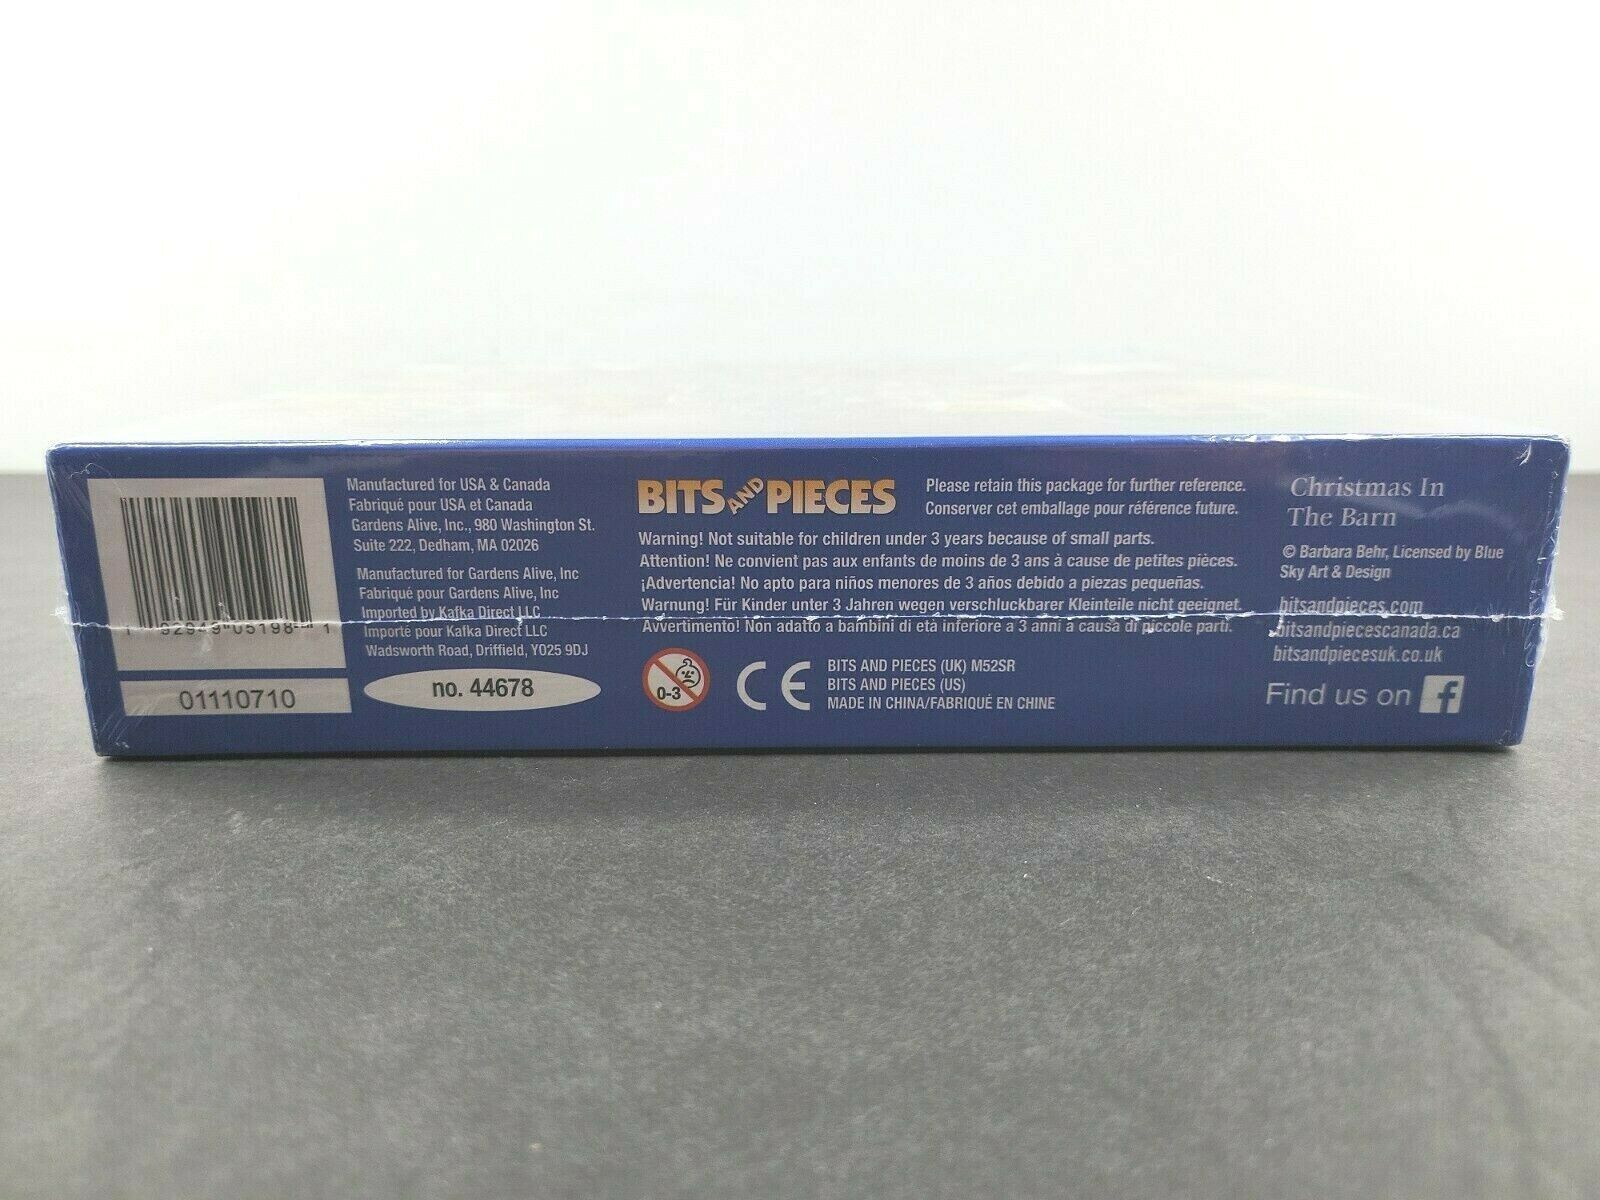 1 92949 05198 1
01110710
Manufactured for USA & Canada
Fabriqué pour USA et Canada
Gardens Alive, Inc., 980 Washington St.
Suite 222, Dedham, MA 02026
Manufactured for Gardens Alive, Inc
Fabriqué pour Gardens Alive, Inc
Imported by Kafka Direct LLC
Importé pour Kafka Direct LLC
Wadsworth Road, Driffield, YO25 9DJ
no. 44678
BITS AND PIECES
Please retain this package for further reference.
Conserver cet emballage pour référence future.
Warning! Not suitable for children under 3 years because of small parts.
Attention! Ne convient pas aux enfants de moins de 3 ans à cause de petites pièces.
¡Advertencia! No apto para niños menores de 3 años debido a piezas pequeñas.
Warnung! Für Kinder unter 3 Jahren wegen verschluckbarer Kleinteile nicht geeignet.
Avvertimento! Non adatto a bambini di età inferiore a 3 anni a causa di piccole parti.
0-3
CE
BITS AND PIECES (UK) M52SR
BITS AND PIECES (US)
MADE IN CHINA/FABRIQUÉ EN CHINE
Christmas In
The Barn
© Barbara Behr, Licensed by Blue
Sky Art & Design
bitsandpieces.com
bitsandpiecescanada.ca
bitsandpiecesuk.co.uk
Find us on f